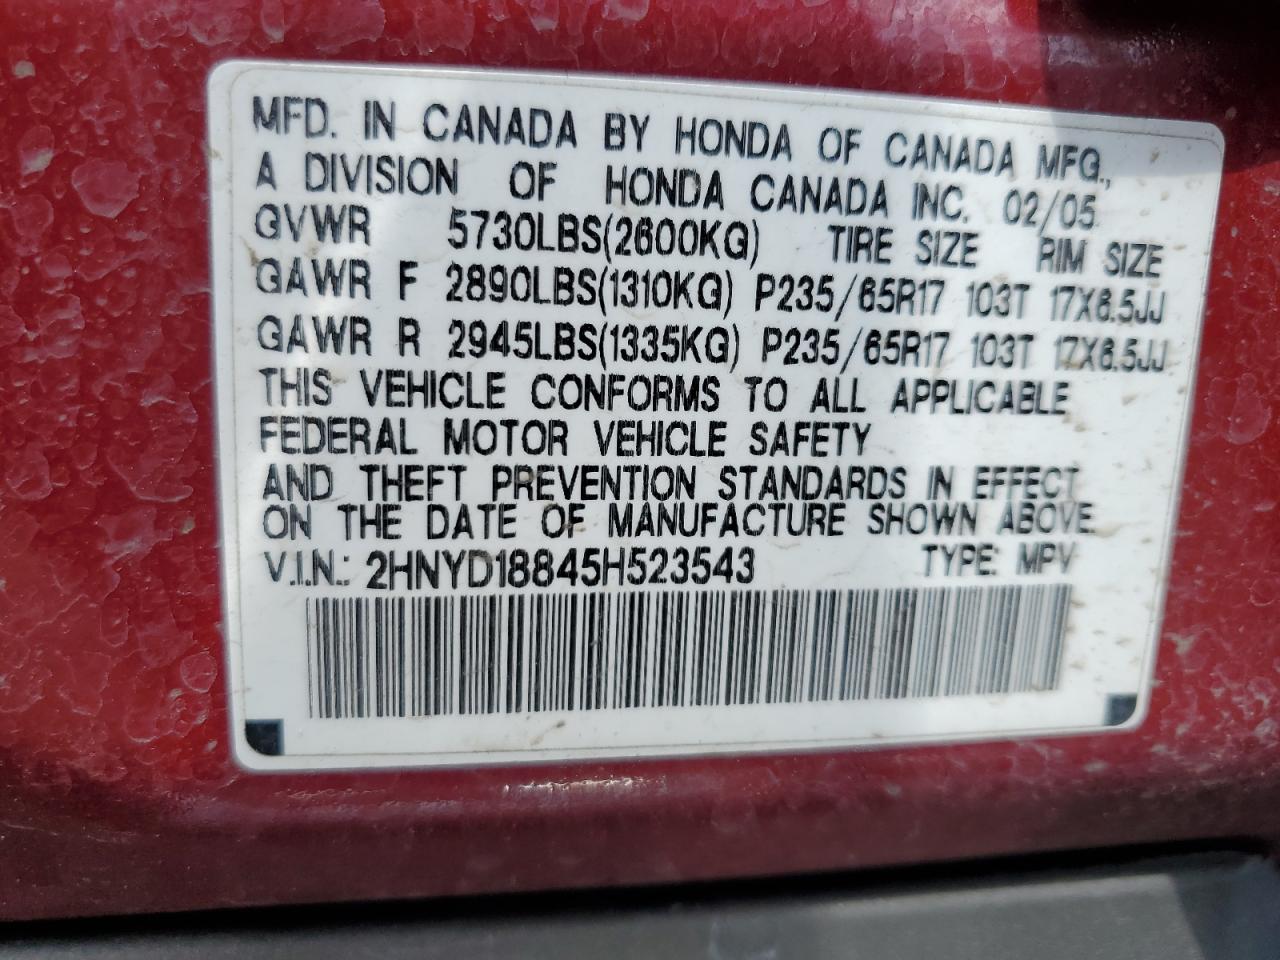 MFD. IN CANADA BY HONDA OF CANADA MFG.,
A DIVISION OF HONDA CANADA INC. 02/05
GVWR 5730LBS(2600KG) TIRE SIZE RIM SIZE
GAWR F 2890LBS(1310KG) P235/65R17 103T 17X6.5JJ
GAWR R 2945LBS(1335KG) P235/65R17 103T 17X6.5JJ
THIS VEHICLE CONFORMS TO ALL APPLICABLE
FEDERAL MOTOR VEHICLE SAFETY
AND THEFT PREVENTION STANDARDS IN EFFECT
ON THE DATE OF MANUFACTURE SHOWN ABOVE.
V.I.N.: 2HNYD18845H523543 TYPE: MPV